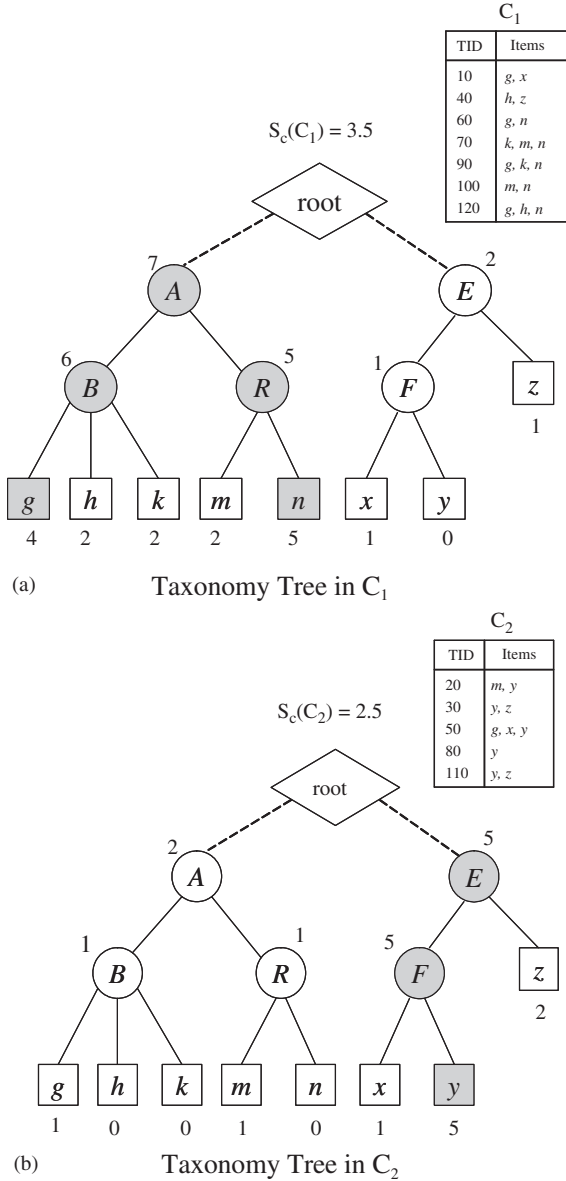 C₁
TID Items
10 g, x
40 h, z
60 g, n
70 k, m, n
90 g, k, n
100 m, n
120 g, h, n
S_c(C₁) = 3.5
root
7 2
A E
6 5 1
B R F z
1
g h k m n x y
4 2 2 2 5 1 0
(a) Taxonomy Tree in C₁
C₂
TID Items
20 m, y
30 y, z
50 g, x, y
80 y
110 y, z
S_c(C₂) = 2.5
root
2 5
A E
1 1 5
B R F z
2
g h k m n x y
1 0 0 1 0 1 5
(b) Taxonomy Tree in C₂